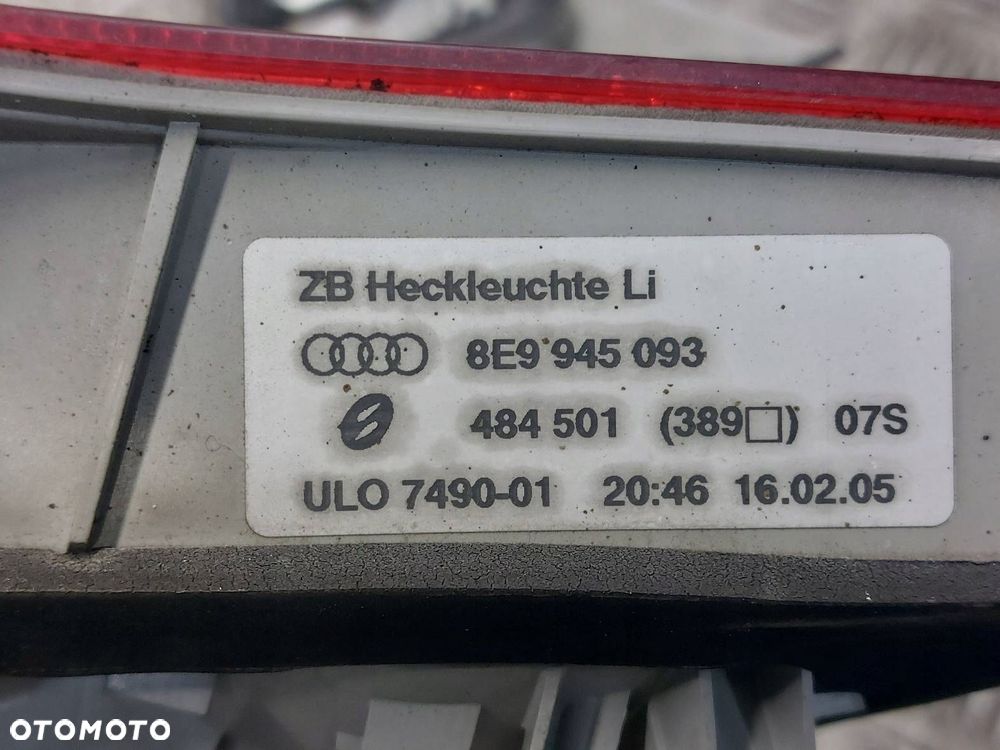 ZB Heckleuchte Li
8E9 945 093
484 501 (389□) 07S
ULO 7490-01 20:46 16.02.05
OTOMOTO